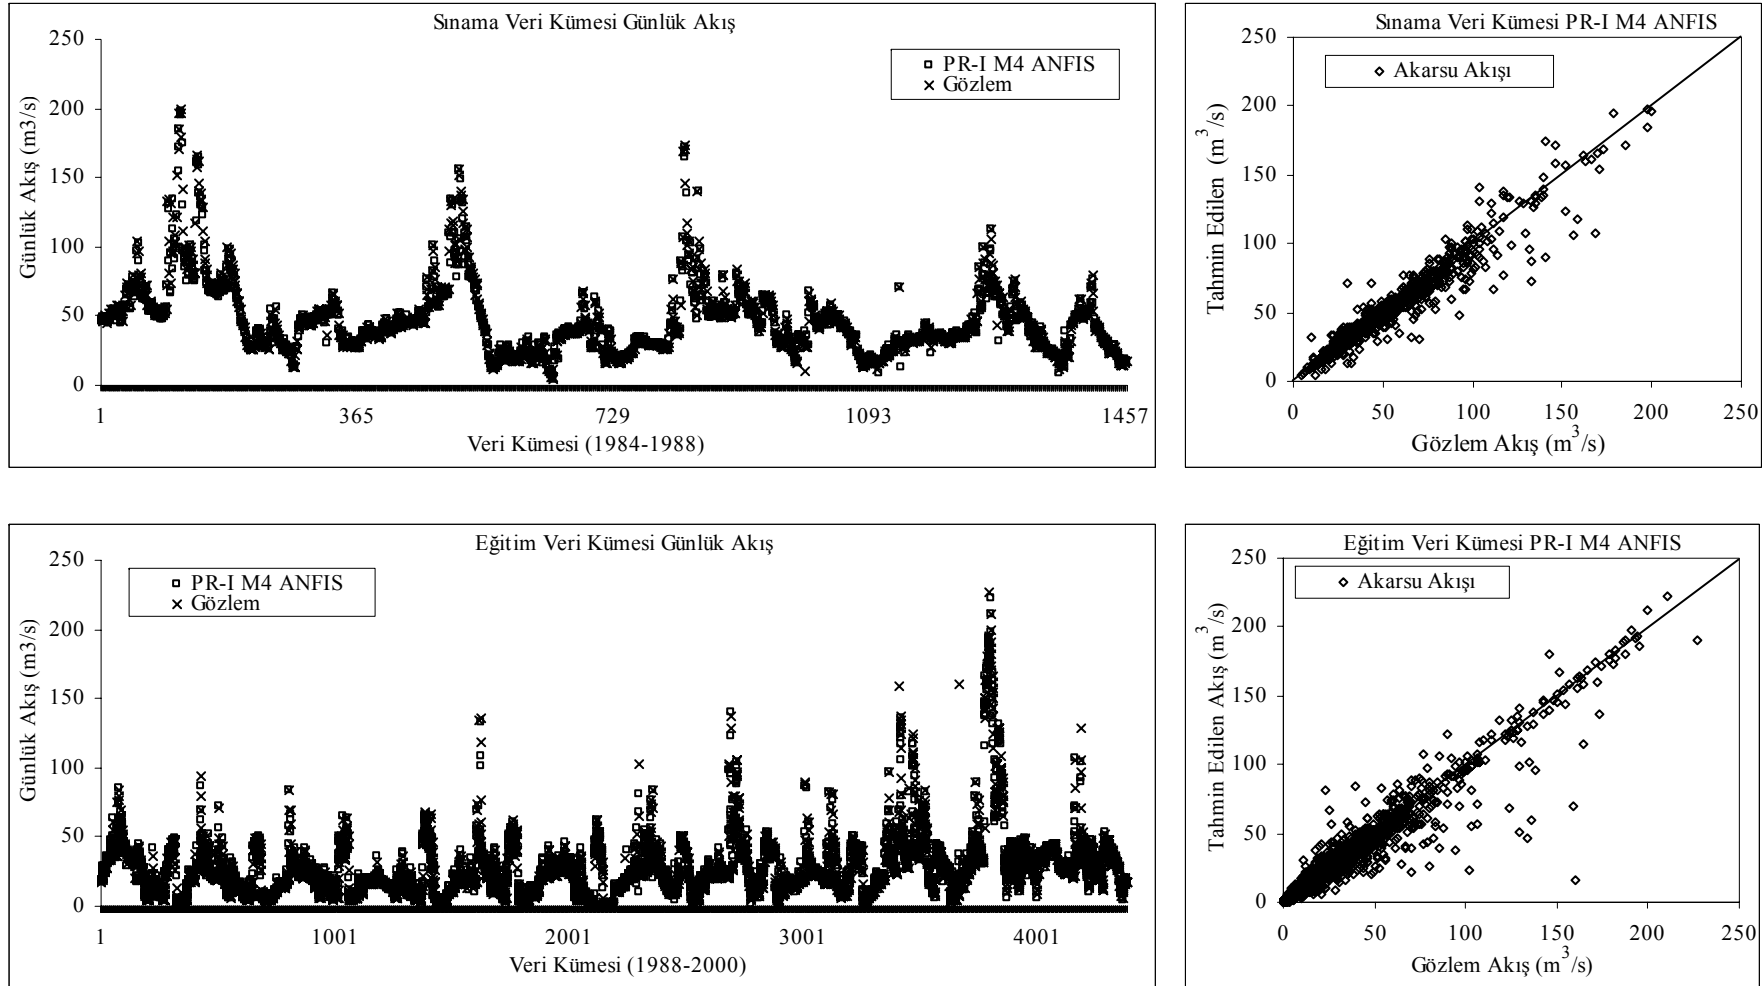 Sınama Veri Kümesi Günlük Akış
250
200
150
100
50
0
Günlük Akış (m3/s)
PR-I M4 ANFIS
Gözlem
1 365 729 1093 1457
Veri Kümesi (1984-1988)
Sınama Veri Kümesi PR-I M4 ANFIS
250
200
150
100
50
0
Tahmin Edilen (m³/s)
Akarsu Akışı
0 50 100 150 200 250
Gözlem Akış (m³/s)
Eğitim Veri Kümesi Günlük Akış
250
200
150
100
50
0
Günlük Akış (m3/s)
PR-I M4 ANFIS
Gözlem
1 1001 2001 3001 4001
Veri Kümesi (1988-2000)
Eğitim Veri Kümesi PR-I M4 ANFIS
250
200
150
100
50
0
Tahmin Edilen Akış (m³/s)
Akarsu Akışı
0 50 100 150 200 250
Gözlem Akış (m³/s)